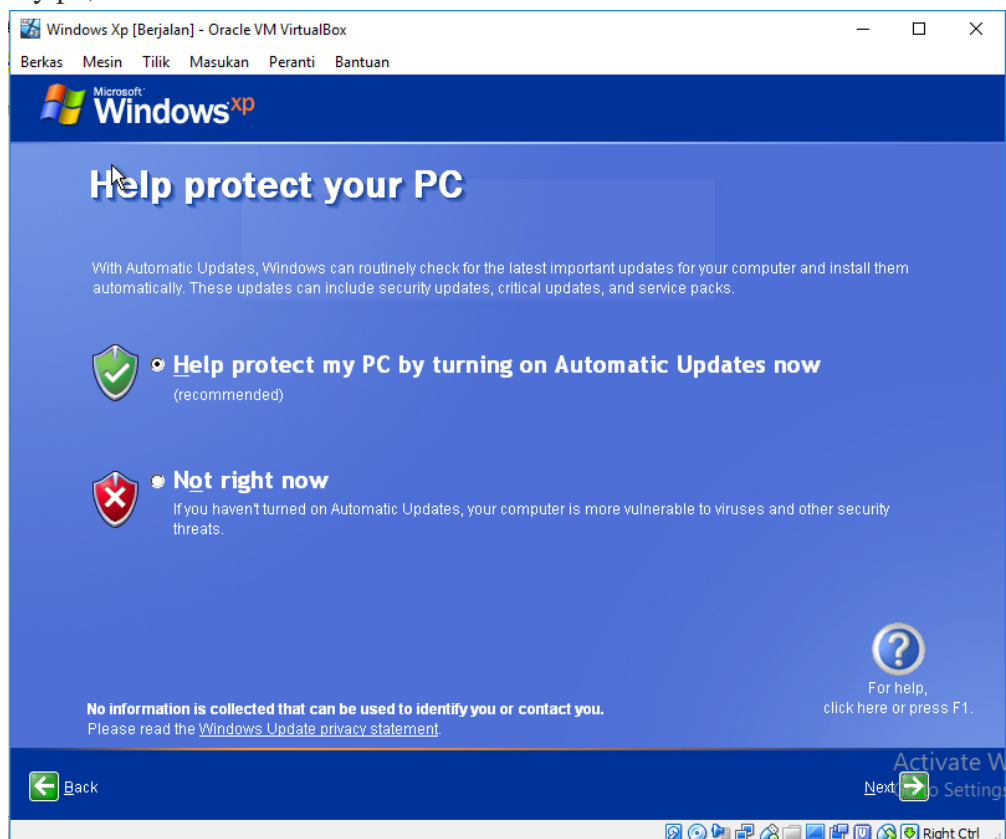 Windows Xp [Berjalan] - Oracle VM VirtualBox
Berkas Mesin Tilik Masukan Peranti Bantuan
Microsoft
Windows xp
Help protect your PC
With Automatic Updates, Windows can routinely check for the latest important updates for your computer and install them
automatically. These updates can include security updates, critical updates, and service packs.
Help protect my PC by turning on Automatic Updates now
(recommended)
Not right now
If you haven't turned on Automatic Updates, your computer is more vulnerable to viruses and other security
threats.
For help,
click here or press F1.
No information is collected that can be used to identify you or contact you.
Please read the Windows Update privacy statement.
Activate W
Back
Next
to Settings
Right Ctrl